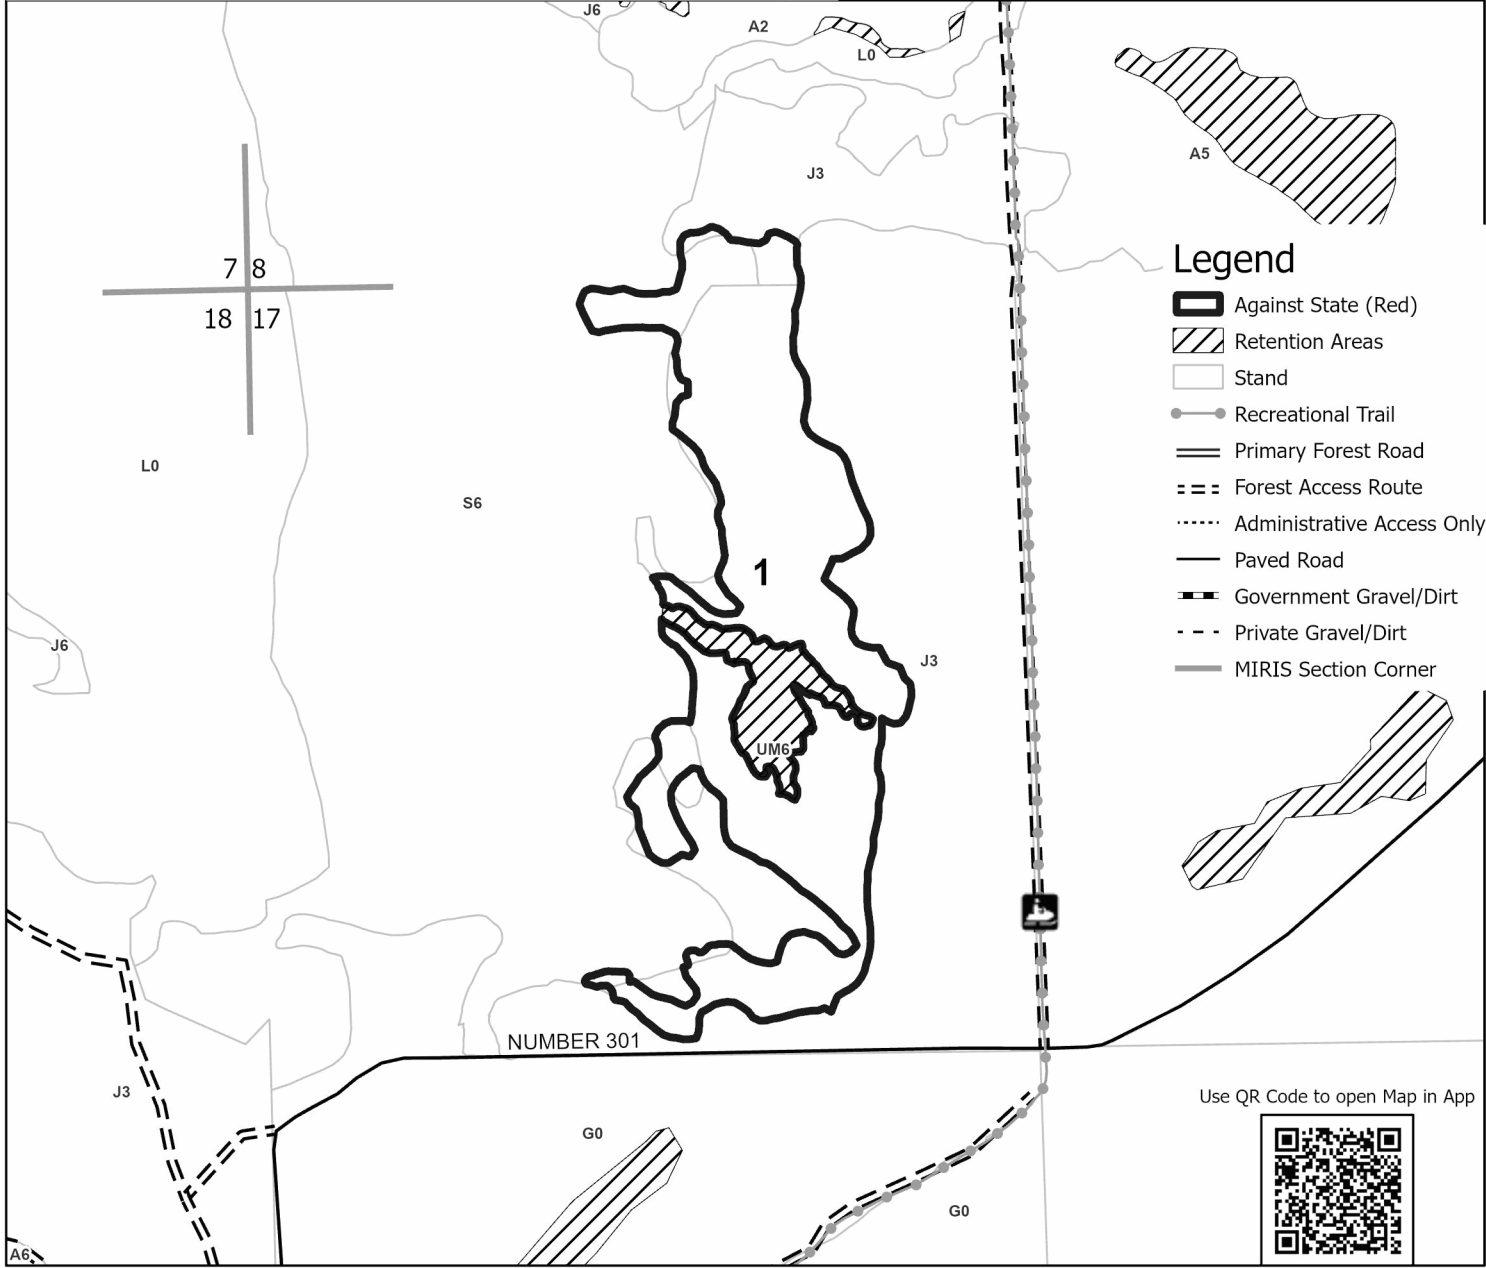 J6
A2
L0
A5
J3
7 8
18 17
Legend
Against State (Red)
Retention Areas
Stand
Recreational Trail
Primary Forest Road
Forest Access Route
Administrative Access Only
Paved Road
Government Gravel/Dirt
Private Gravel/Dirt
MIRIS Section Corner
L0
S6
1
J6
J3
UM6
NUMBER 301
J3
Use QR Code to open Map in App
G0
G0
A6